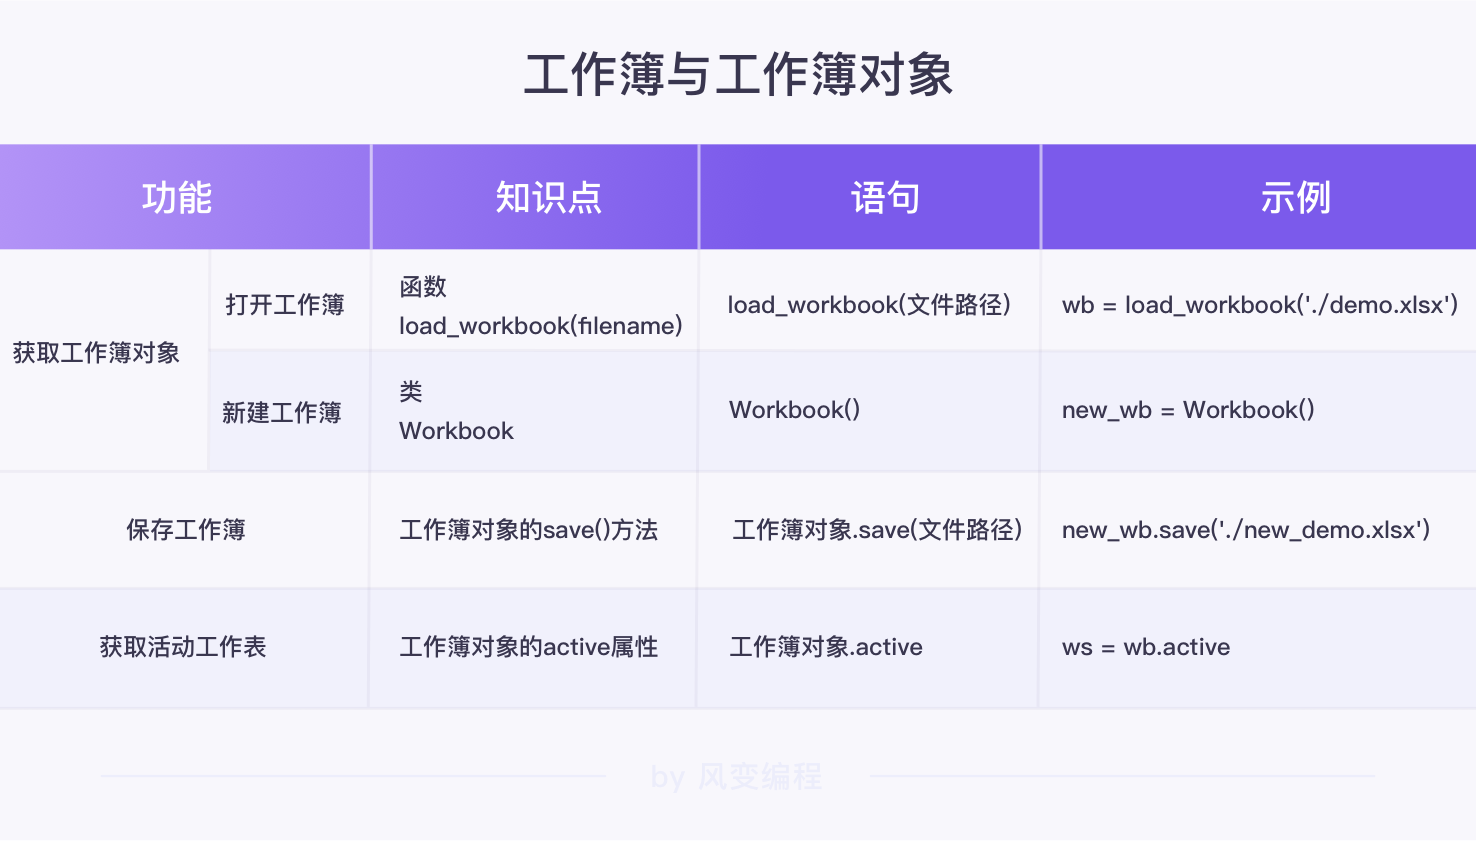 工作簿与工作簿对象
功能
知识点
语句
示例
获取工作簿对象
打开工作簿
函数
load_workbook(filename)
load_workbook(文件路径)
wb = load_workbook('./demo.xlsx')
新建工作簿
类
Workbook
Workbook()
new_wb = Workbook()
保存工作簿
工作簿对象的save()方法
工作簿对象.save(文件路径)
new_wb.save('./new_demo.xlsx')
获取活动工作表
工作簿对象的active属性
工作簿对象.active
ws = wb.active
by 风变编程